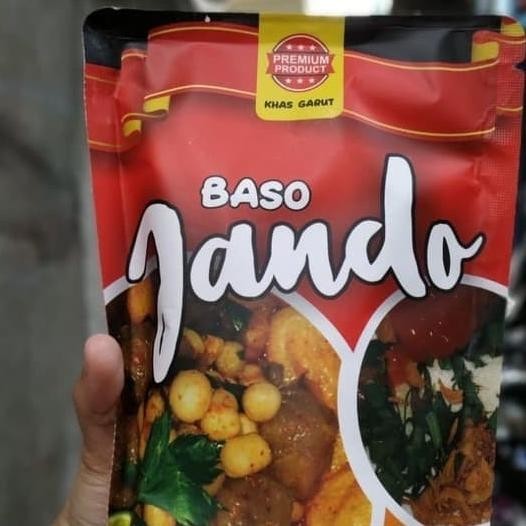 PREMIUM
PRODUCT
KHAS GARUT
BASO
Jando